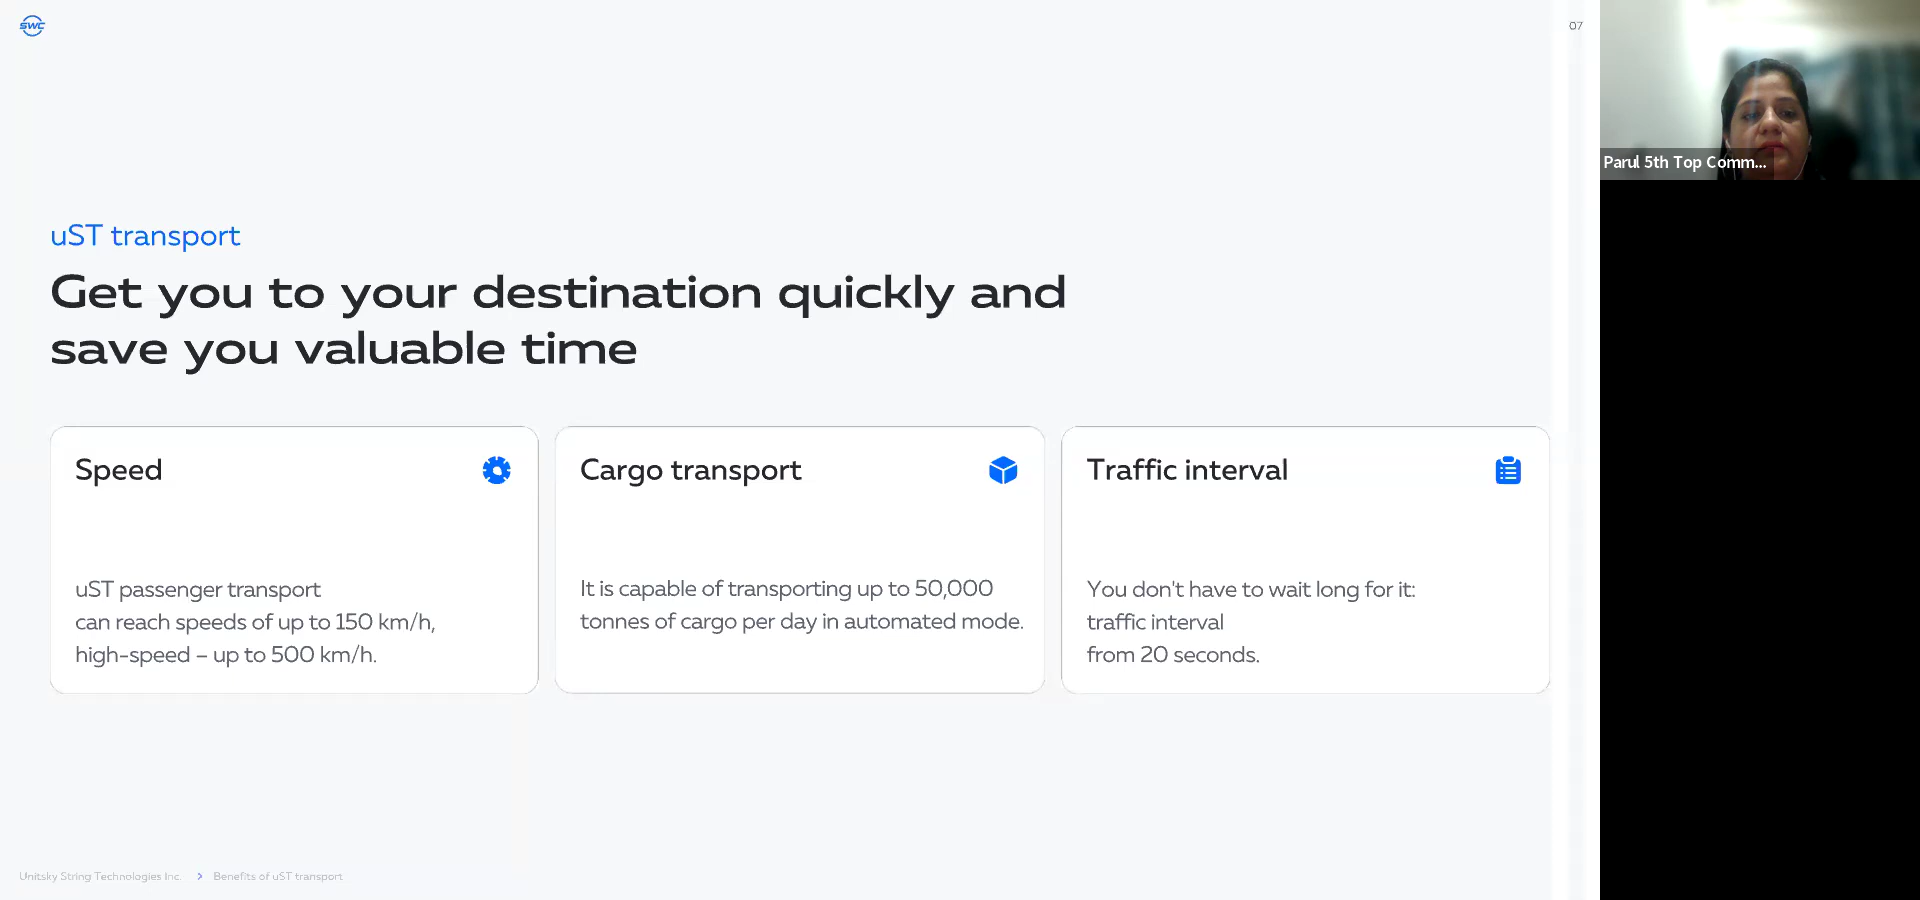 SWC
07
uST transport
Get you to your destination quickly and
save you valuable time
Speed
uST passenger transport
can reach speeds of up to 150 km/h,
high-speed – up to 500 km/h.
Cargo transport
It is capable of transporting up to 50,000
tonnes of cargo per day in automated mode.
Traffic interval
You don't have to wait long for it:
traffic interval
from 20 seconds.
Unitsky String Technologies Inc. > Benefits of uST transport
Parul 5th Top Comm...